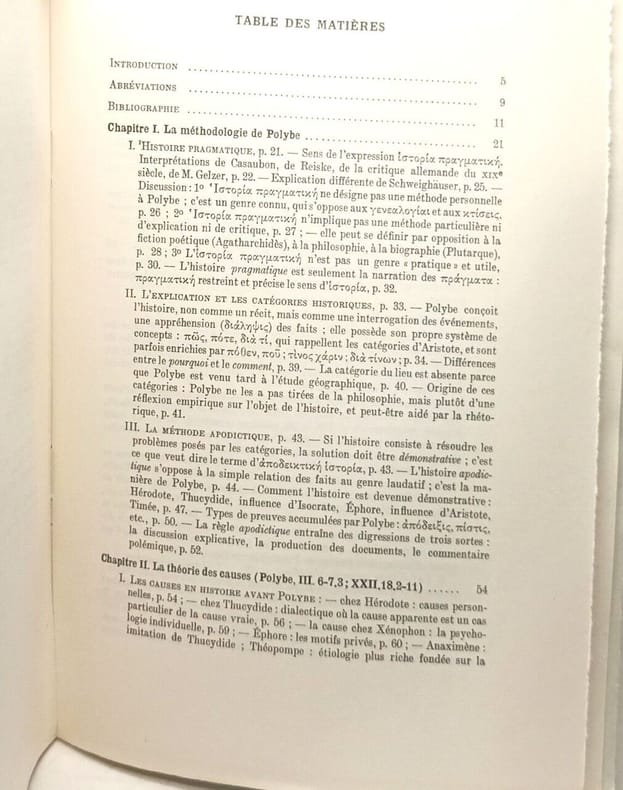 TABLE DES MATIÈRES
INTRODUCTION .......... 5
ABRÉVIATIONS .......... 9
BIBLIOGRAPHIE .......... 11
Chapitre I. La méthodologie de Polybe .......... 21
I. L'HISTOIRE PRAGMATIQUE, p. 21. — Sens de l'expression ἱστορία πραγματική.
Interprétations de Casaubon, de Reiske, de la critique allemande du XIXe
siècle, de M. Gelzer, p. 22. — Explication différente de Schweighäuser, p. 25. —
Discussion : 1º Ἱστορία πραγματική ne désigne pas une méthode personnelle
à Polybe ; c'est un genre connu, qui s'oppose aux γενεαλογίαι et aux κτίσεις,
p. 26 ; 2º Ἱστορία πραγματική n'implique pas une méthode particulière ni
d'explication ni de critique, p. 27 ; — elle peut se définir par opposition à la
fiction poétique (Agatharchidès), à la philosophie, à la biographie (Plutarque),
p. 28 ; 3º L'ἱστορία πραγματική n'est pas un genre « pratique » et utile,
p. 30. — L'histoire pragmatique est seulement la narration des πράγματα :
πραγματική restreint et précise le sens d'ἱστορία, p. 32.
II. L'EXPLICATION ET LES CATÉGORIES HISTORIQUES, p. 33. — Polybe conçoit
l'histoire, non comme un récit, mais comme une interrogation des événements,
une appréhension (διάληψις) des faits ; elle possède son propre système de
concepts : πῶς, πότε, διὰ τί, qui rappellent les catégories d'Aristote, et sont
parfois enrichies par πόθεν, ποῦ ; τίνος χάριν ; διὰ τίνων ; p. 34. — Différences
entre le pourquoi et le comment, p. 39. — La catégorie du lieu est absente parce
que Polybe est venu tard à l'étude géographique, p. 40. — Origine de ces
catégories : Polybe ne les a pas tirées de la philosophie, mais plutôt d'une
réflexion empirique sur l'objet de l'histoire, et peut-être aidé par la rhéto-
rique, p. 41.
III. LA MÉTHODE APODICTIQUE, p. 43. — Si l'histoire consiste à résoudre les
problèmes posés par les catégories, la solution doit être démonstrative ; c'est
ce que veut dire le terme d'ἀποδεικτική ἱστορία, p. 43. — L'histoire apodic-
tique s'oppose à la simple relation des faits au genre laudatif ; c'est la ma-
nière de Polybe, p. 44. — Comment l'histoire est devenue démonstrative :
Hérodote, Thucydide, influence d'Isocrate, Éphore, influence d'Aristote,
Timée, p. 47. — Types de preuves accumulées par Polybe : ἀπόδειξις, πίστις,
etc., p. 50. — La règle apodictique entraîne des digressions de trois sortes :
la discussion explicative, la production des documents, le commentaire
polémique, p. 52.
Chapitre II. La théorie des causes (Polybe, III. 6-7,3 ; XXII,18,2-11) ...... 54
I. LES CAUSES EN HISTOIRE AVANT POLYBE : — chez Hérodote : causes person-
nelles, p. 54 ; — chez Thucydide : dialectique où la cause apparente est un cas
particulier de la cause vraie, p. 56 ; — la cause chez Xénophon : la psycho-
logie individuelle, p. 59 ; — Éphore : les motifs privés, p. 60 ; — Anaximène :
imitation de Thucydide ; Théopompe : étiologie plus riche fondée sur la